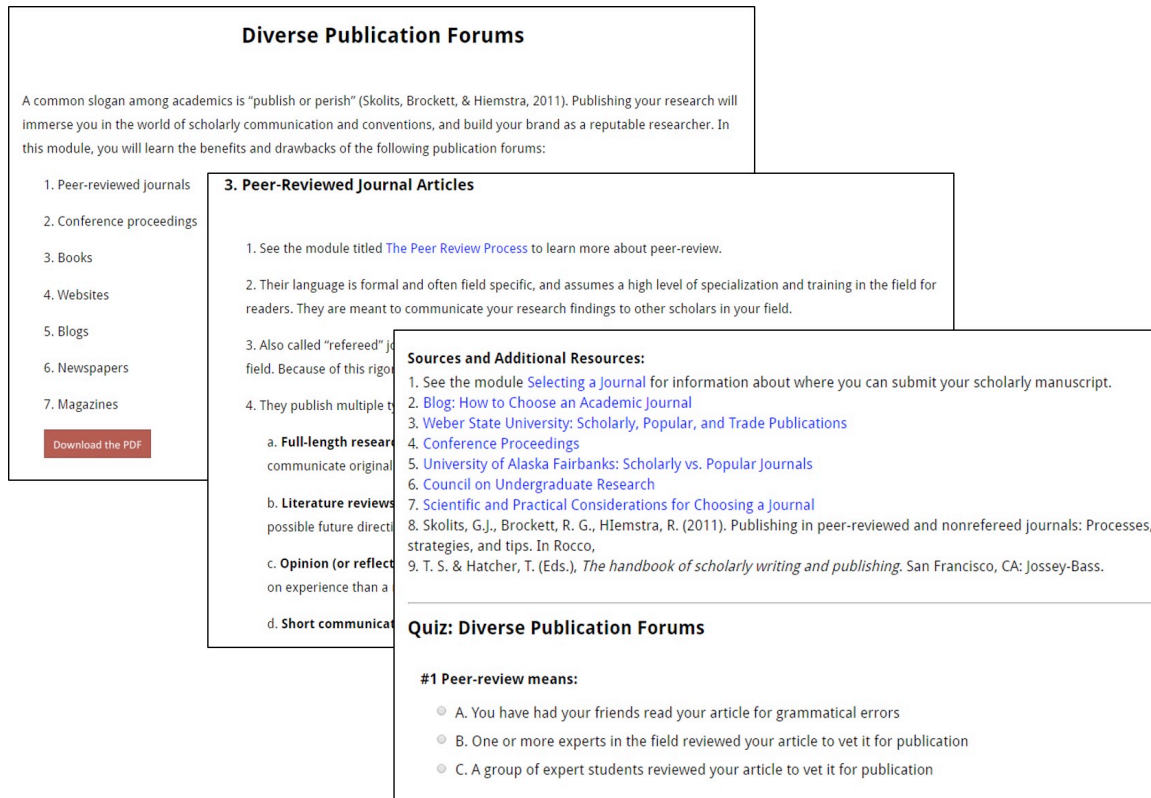 Diverse Publication Forums
A common slogan among academics is “publish or perish” (Skolits, Brockett, & Hiemstra, 2011). Publishing your research will
immerse you in the world of scholarly communication and conventions, and build your brand as a reputable researcher. In
this module, you will learn the benefits and drawbacks of the following publication forums:
1. Peer-reviewed journals
2. Conference proceedings
3. Books
4. Websites
5. Blogs
6. Newspapers
7. Magazines
Download the PDF
3. Peer-Reviewed Journal Articles
1. See the module titled The Peer Review Process to learn more about peer-review.
2. Their language is formal and often field specific, and assumes a high level of specialization and training in the field for
readers. They are meant to communicate your research findings to other scholars in your field.
3. Also called “refereed”
field. Because of this
4. They publish multiple
a. Full-length
communicate original
b. Literature reviews
possible future
c. Opinion (or
on experience than a
d. Short
Sources and Additional Resources:
1. See the module Selecting a Journal for information about where you can submit your scholarly manuscript.
2. Blog: How to Choose an Academic Journal
3. Weber State University: Scholarly, Popular, and Trade Publications
4. Conference Proceedings
5. University of Alaska Fairbanks: Scholarly vs. Popular Journals
6. Council on Undergraduate Research
7. Scientific and Practical Considerations for Choosing a Journal
8. Skolits, G.J., Brockett, R. G., HIemstra, R. (2011). Publishing in peer-reviewed and nonrefereed journals: Processes,
strategies, and tips. In Rocco,
9. T. S. & Hatcher, T. (Eds.), The handbook of scholarly writing and publishing. San Francisco, CA: Jossey-Bass.
Quiz: Diverse Publication Forums
#1 Peer-review means:
A. You have had your friends read your article for grammatical errors
B. One or more experts in the field reviewed your article to vet it for publication
C. A group of expert students reviewed your article to vet it for publication